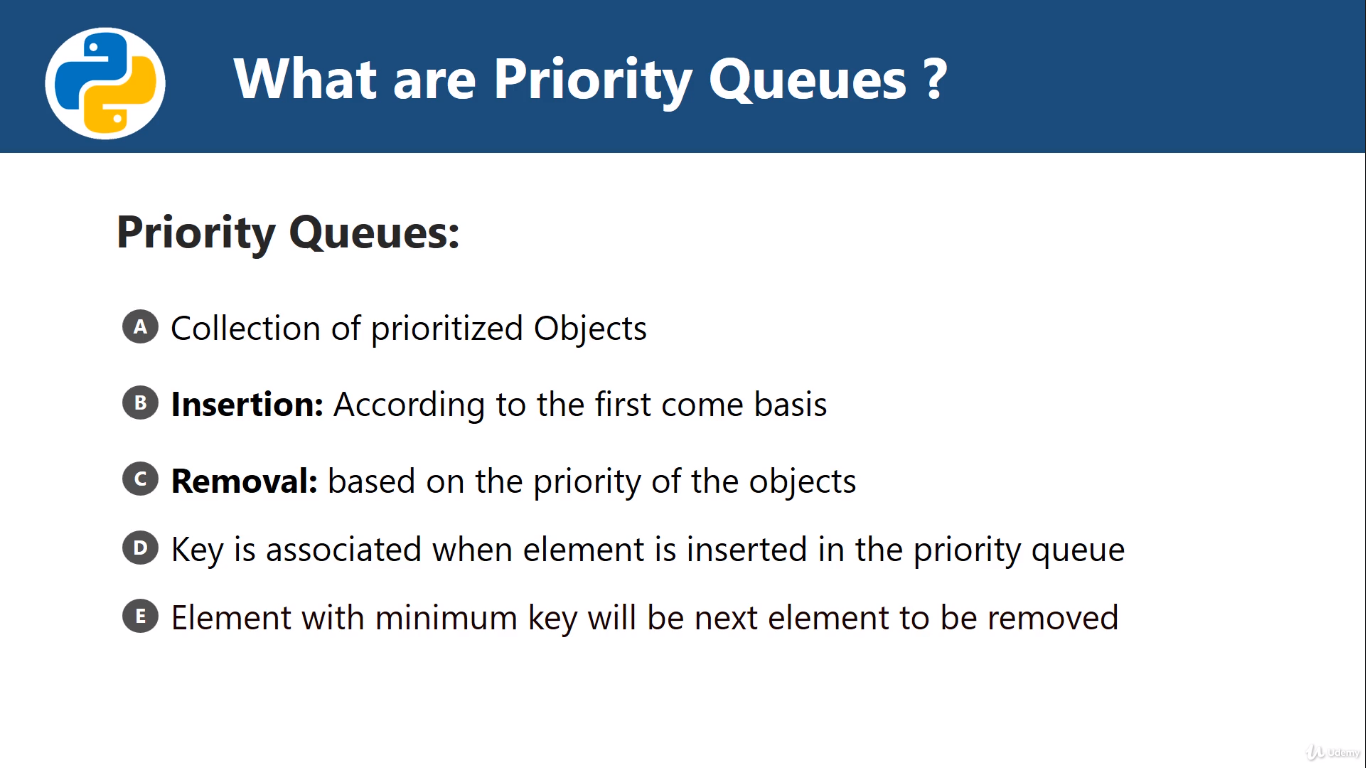 What are Priority Queues ?
Priority Queues:
A Collection of prioritized Objects
B Insertion: According to the first come basis
C Removal: based on the priority of the objects
D Key is associated when element is inserted in the priority queue
E Element with minimum key will be next element to be removed
Udemy